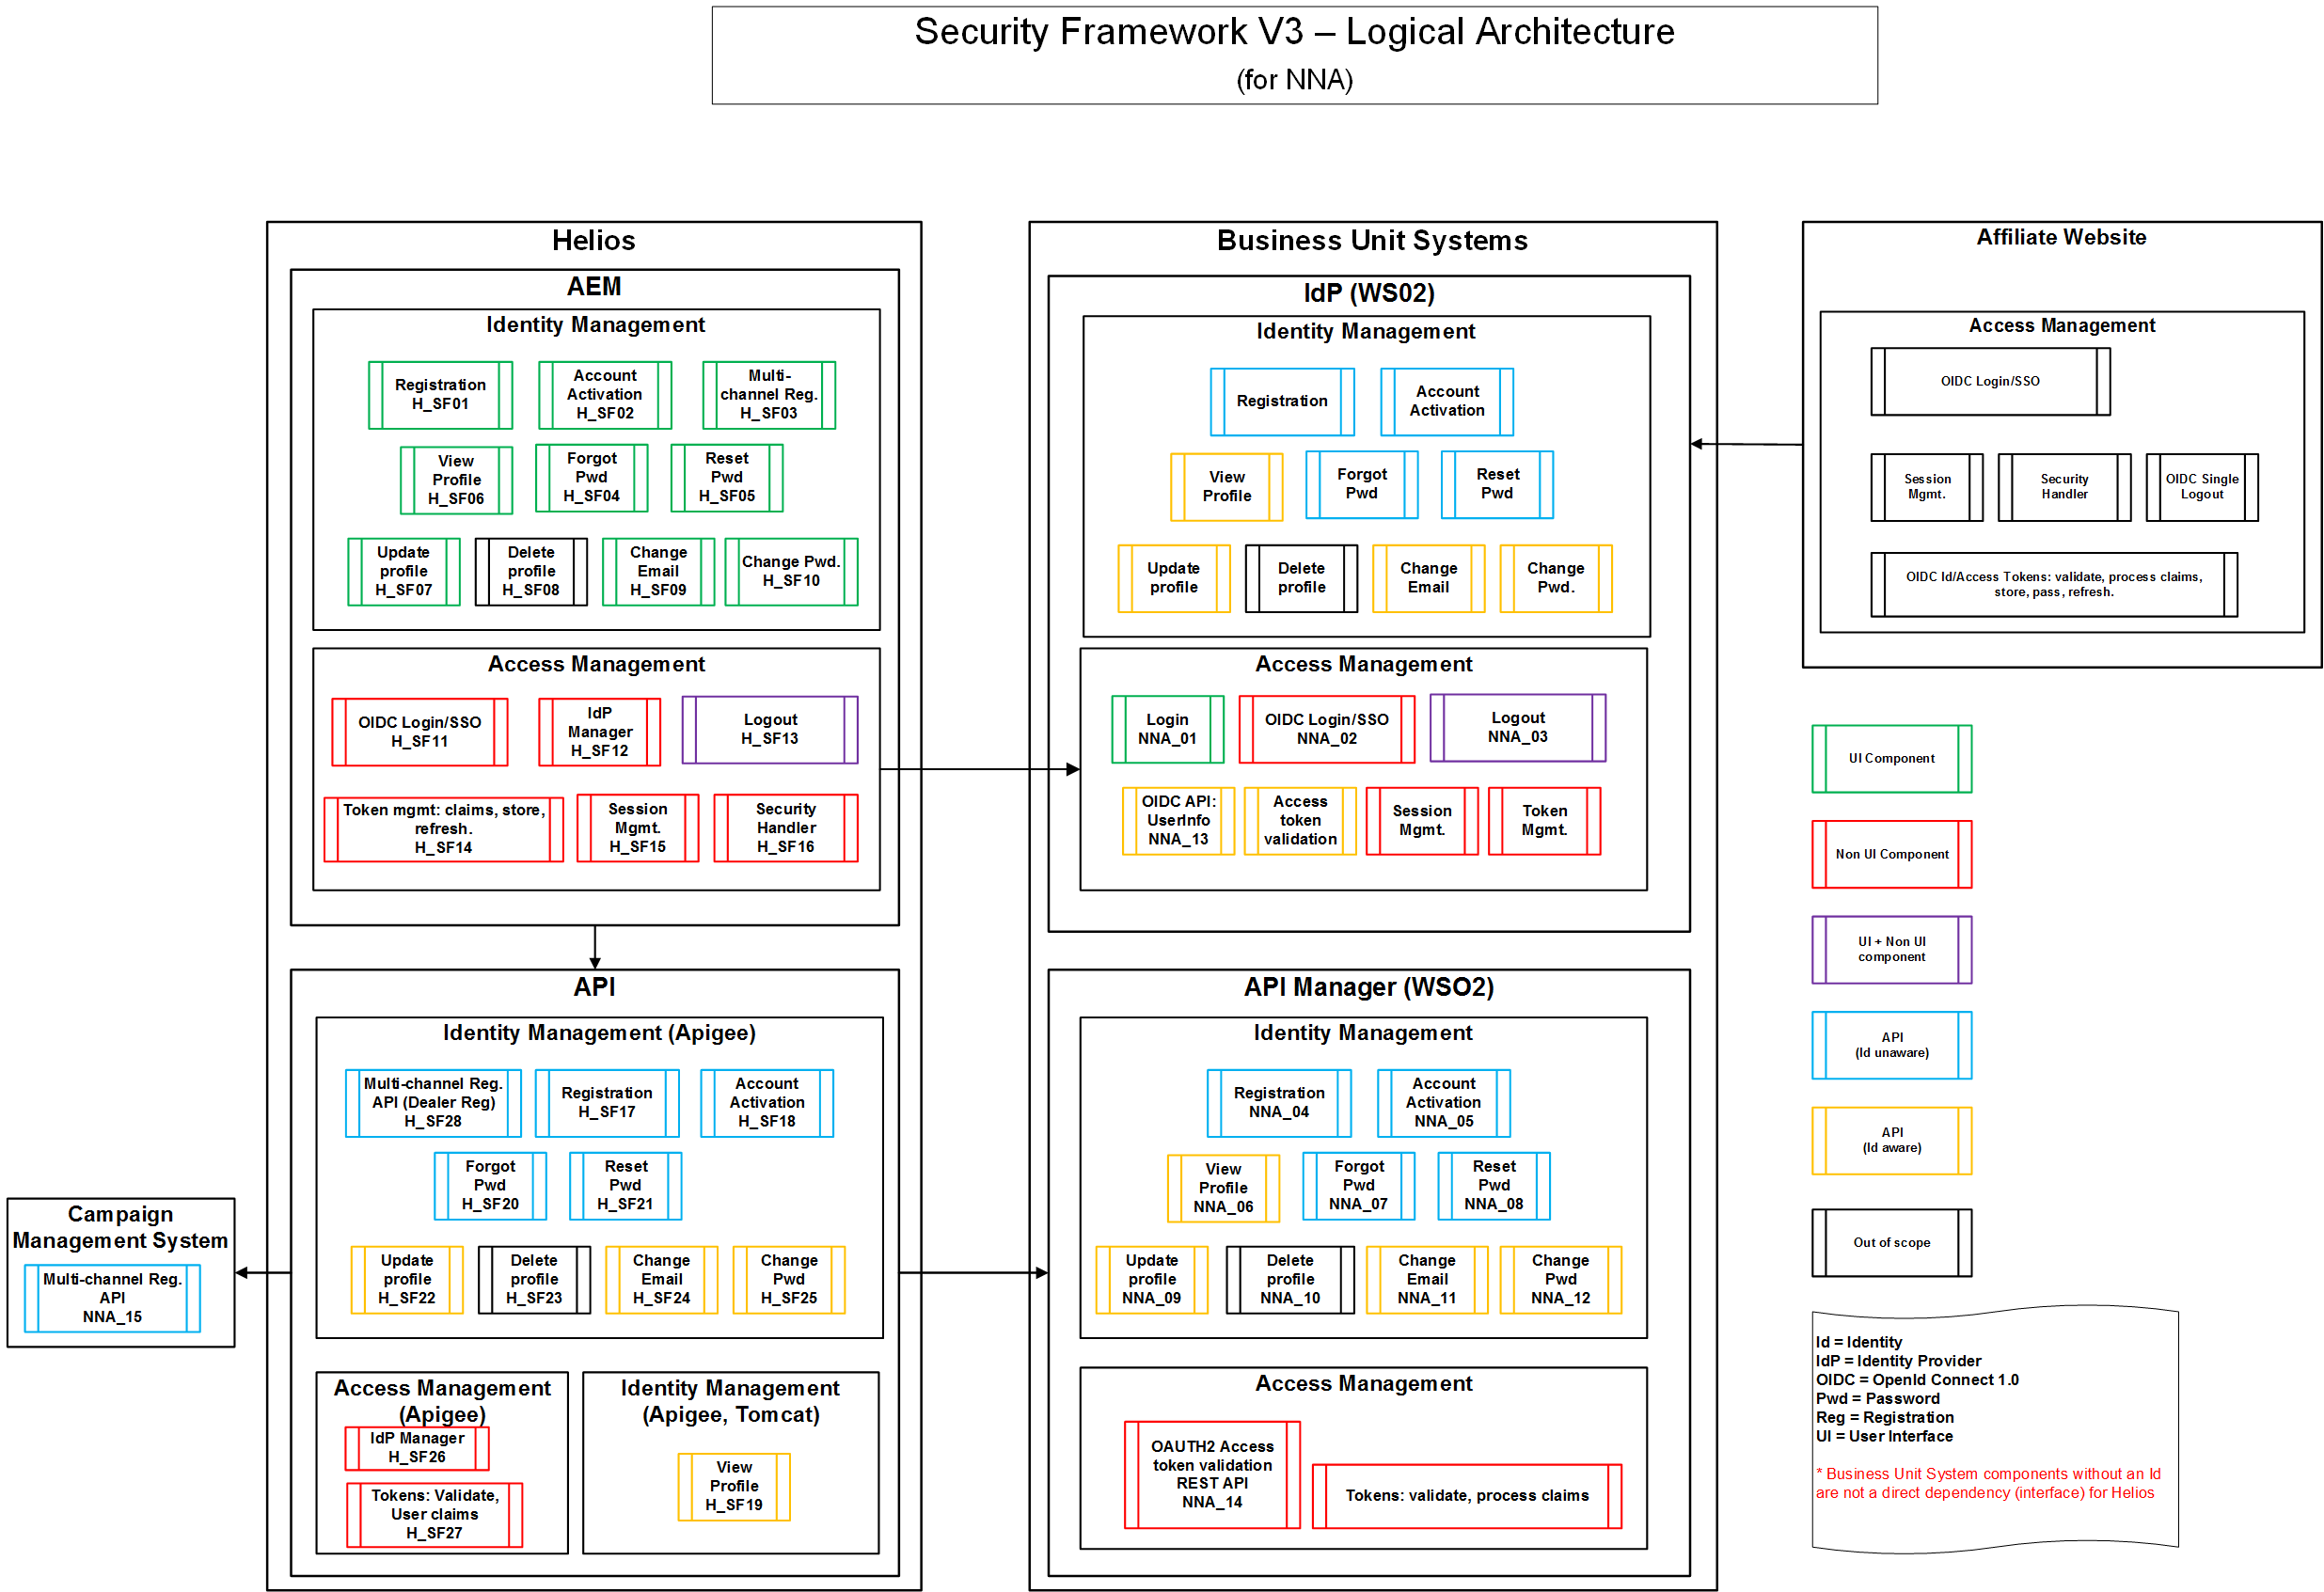 Security Framework V3 – Logical Architecture
(for NNA)
Helios
AEM
Identity Management
Registration
H_SF01
Account
Activation
H_SF02
Multi-
channel Reg.
H_SF03
View
Profile
H_SF06
Forgot
Pwd
H_SF04
Reset
Pwd
H_SF05
Update
profile
H_SF07
Delete
profile
H_SF08
Change
Email
H_SF09
Change Pwd.
H_SF10
Access Management
OIDC Login/SSO
H_SF11
IdP
Manager
H_SF12
Logout
H_SF13
Token mgmt: claims, store,
refresh.
H_SF14
Session
Mgmt.
H_SF15
Security
Handler
H_SF16
API
Identity Management (Apigee)
Multi-channel Reg.
API (Dealer Reg)
H_SF28
Registration
H_SF17
Account
Activation
H_SF18
Forgot
Pwd
H_SF20
Reset
Pwd
H_SF21
Update
profile
H_SF22
Delete
profile
H_SF23
Change
Email
H_SF24
Change
Pwd
H_SF25
Access Management
(Apigee)
IdP Manager
H_SF26
Tokens: Validate,
User claims
H_SF27
Identity Management
(Apigee, Tomcat)
View
Profile
H_SF19
Campaign
Management System
Multi-channel Reg.
API
NNA_15
Business Unit Systems
IdP (WS02)
Identity Management
Registration
Account
Activation
View
Profile
Forgot
Pwd
Reset
Pwd
Update
profile
Delete
profile
Change
Email
Change
Pwd.
Access Management
Login
NNA_01
OIDC Login/SSO
NNA_02
Logout
NNA_03
OIDC API:
UserInfo
NNA_13
Access
token
validation
Session
Mgmt.
Token
Mgmt.
API Manager (WSO2)
Identity Management
Registration
NNA_04
Account
Activation
NNA_05
View
Profile
NNA_06
Forgot
Pwd
NNA_07
Reset
Pwd
NNA_08
Update
profile
NNA_09
Delete
profile
NNA_10
Change
Email
NNA_11
Change
Pwd
NNA_12
Access Management
OAUTH2 Access
token validation
REST API
NNA_14
Tokens: validate, process claims
Affiliate Website
Access Management
OIDC Login/SSO
Session
Mgmt.
Security
Handler
OIDC Single
Logout
OIDC Id/Access Tokens: validate, process claims,
store, pass, refresh.
UI Component
Non UI Component
UI + Non UI
component
API
(Id unaware)
API
(Id aware)
Out of scope
Id = Identity
IdP = Identity Provider
OIDC = OpenId Connect 1.0
Pwd = Password
Reg = Registration
UI = User Interface
* Business Unit System components without an Id
are not a direct dependency (interface) for Helios